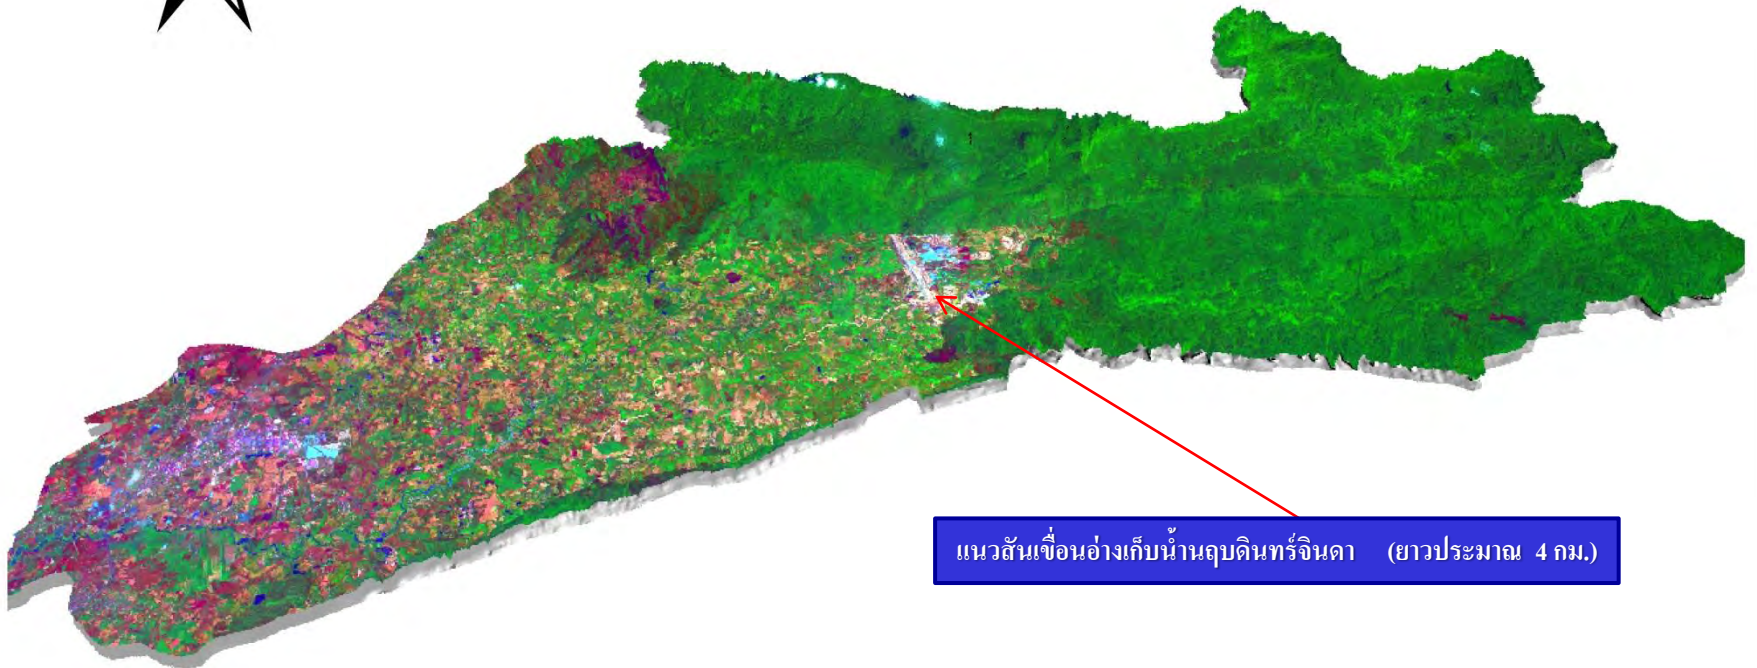 1
แนวสันเขื่อนอ่างเก็บน้ำนฤบดินทร์จินดา (ยาวประมาณ 4 กม.)